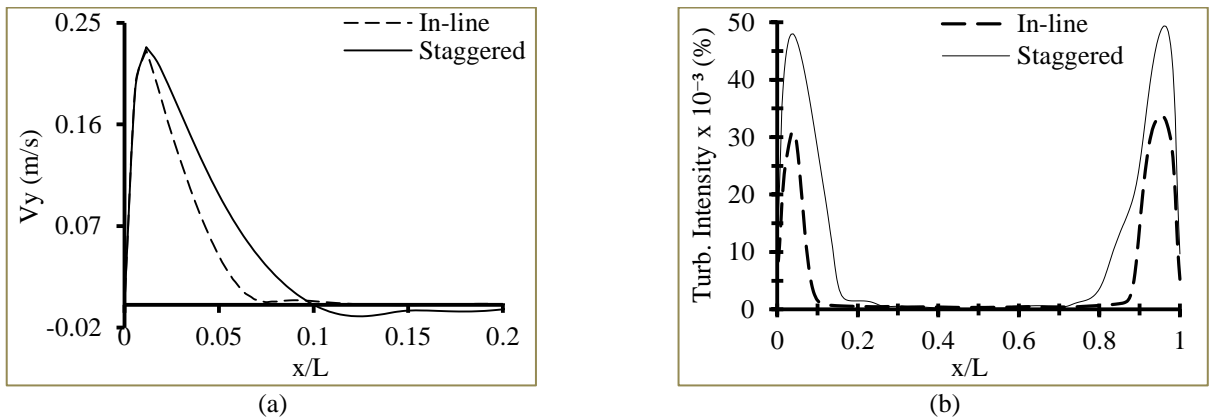 0.25
0.16
0.07
-0.02
Vy (m/s)
0
0.05
0.1
0.15
0.2
x/L
In-line
Staggered
(a)
50
40
30
20
10
0
Turb. Intensity x 10⁻³ (%)
0
0.2
0.4
0.6
0.8
1
x/L
In-line
Staggered
(b)